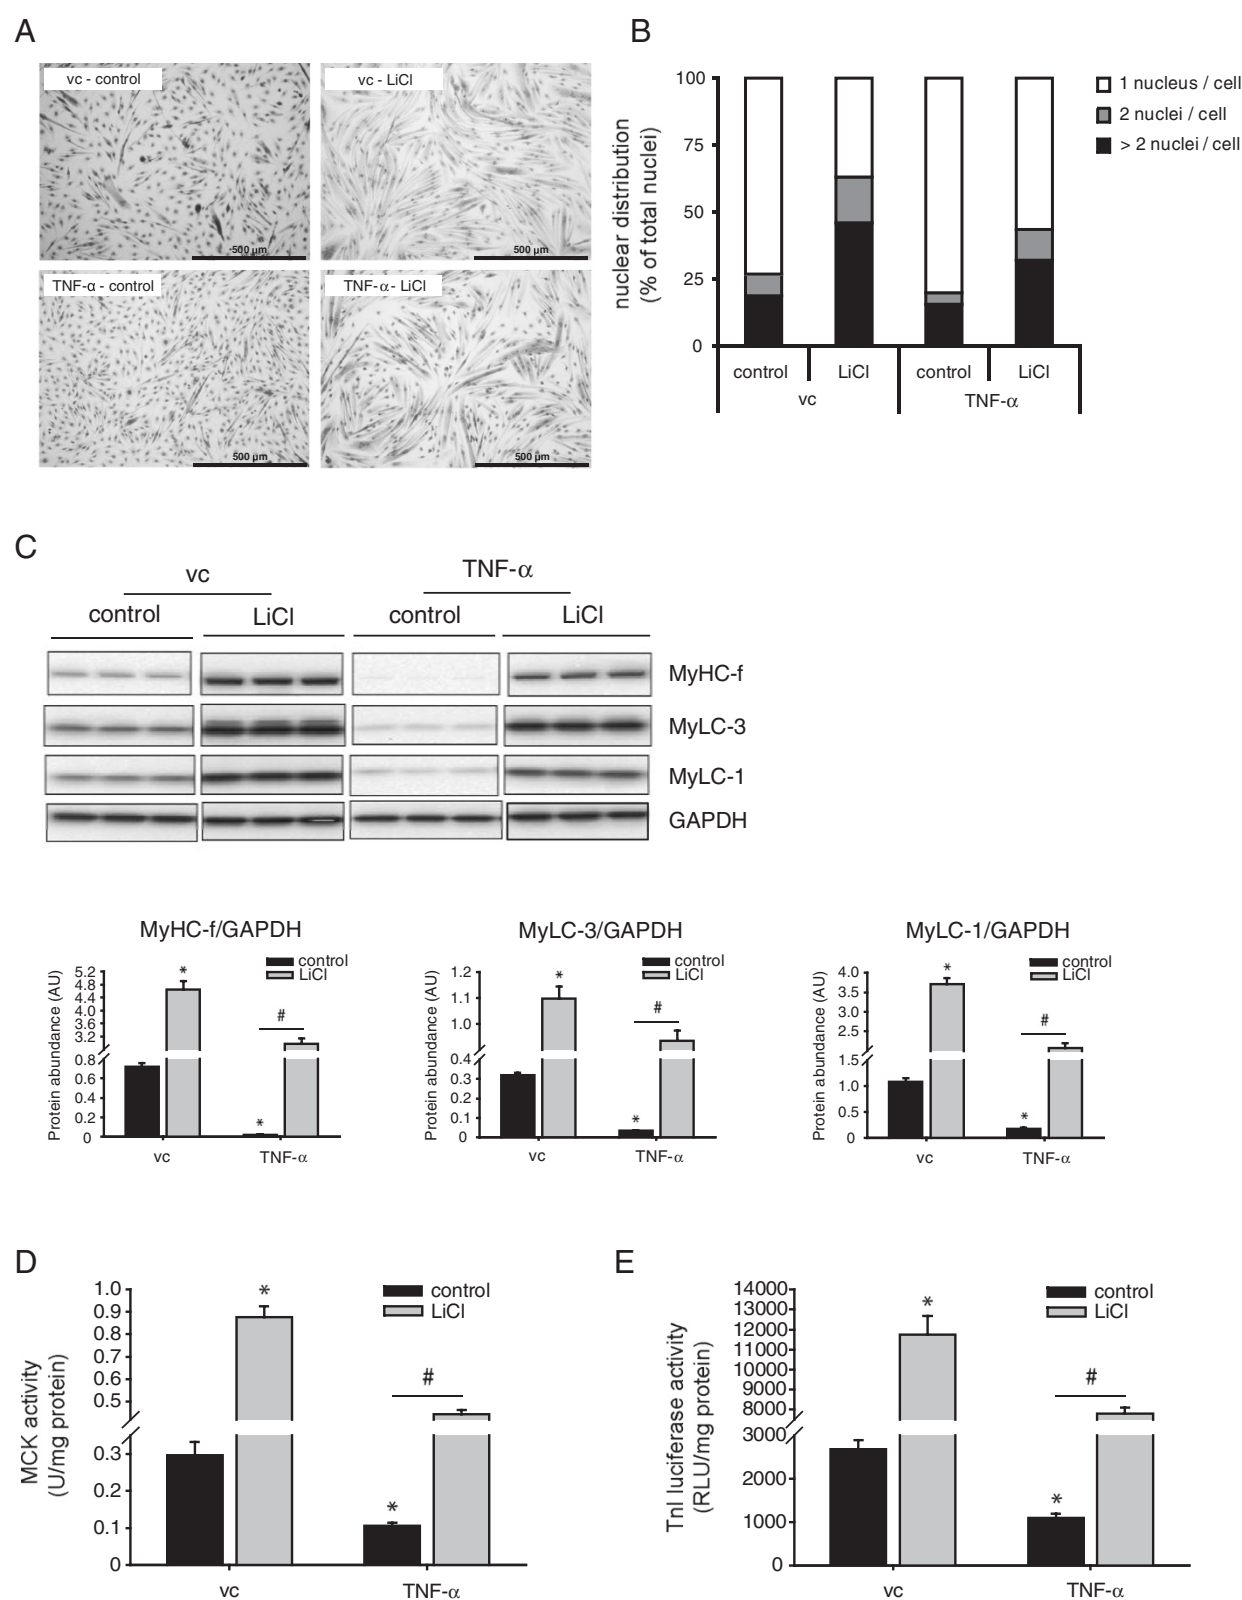 A
vc - control
vc - LiCl
500 µm
500 µm
TNF-α - control
TNF-α- LiCl
500 µm
500 µm
B
nuclear distribution
(% of total nuclei)
100
75
50
25
0
control
LiCl
control
LiCl
vc
TNF-α
1 nucleus / cell
2 nuclei / cell
> 2 nuclei / cell
C
vc
TNF-α
control
LiCl
control
LiCl
MyHC-f
MyLC-3
MyLC-1
GAPDH
MyHC-f/GAPDH
control
LiCl
Protein abundance (AU)
5.2
4.8
4.4
4.0
3.6
3.2
0.8
0.6
0.4
0.2
0
*
#
*
vc
TNF-α
MyLC-3/GAPDH
control
LiCl
Protein abundance (AU)
1.2
1.1
1.0
0.4
0.3
0.2
0.1
0
*
#
*
vc
TNF-α
MyLC-1/GAPDH
control
LiCl
Protein abundance (AU)
4.0
3.5
3.0
2.5
1.5
1.0
0.5
0
*
#
*
vc
TNF-α
D
MCK activity
(U/mg protein)
1.0
0.9
0.8
0.7
0.6
0.5
0.3
0.2
0.1
0
control
LiCl
*
#
*
vc
TNF-α
E
TnI luciferase activity
(RLU/mg protein)
14000
13000
12000
11000
10000
9000
8000
3000
2000
1000
0
control
LiCl
*
#
*
vc
TNF-α